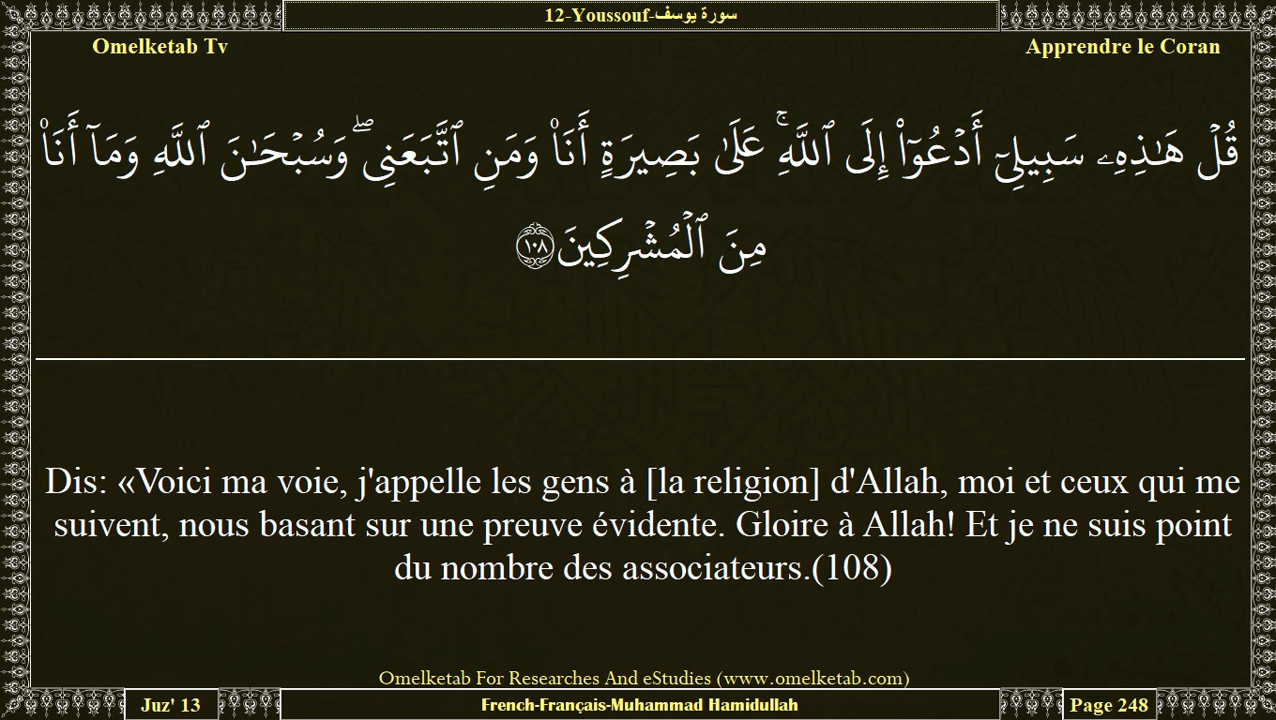 12-Youssouf-سورة يوسف
Omelketab Tv
Apprendre le Coran
قُلۡ هَـٰذِهِۦ سَبِيلِىٓ أَدۡعُوٓاْ إِلَى ٱللَّهِ‌ۚ عَلَىٰ بَصِيرَةٍ أَنَا۟ وَمَنِ ٱتَّبَعَنِى‌ۖ وَسُبۡحَـٰنَ ٱللَّهِ وَمَآ أَنَا۟
مِنَ ٱلۡمُشۡرِكِينَ ١٠٨
Dis: «Voici ma voie, j'appelle les gens à [la religion] d'Allah, moi et ceux qui me
suivent, nous basant sur une preuve évidente. Gloire à Allah! Et je ne suis point
du nombre des associateurs.(108)
Omelketab For Researches And eStudies (www.omelketab.com)
Juz' 13
French-Français-Muhammad Hamidullah
Page 248